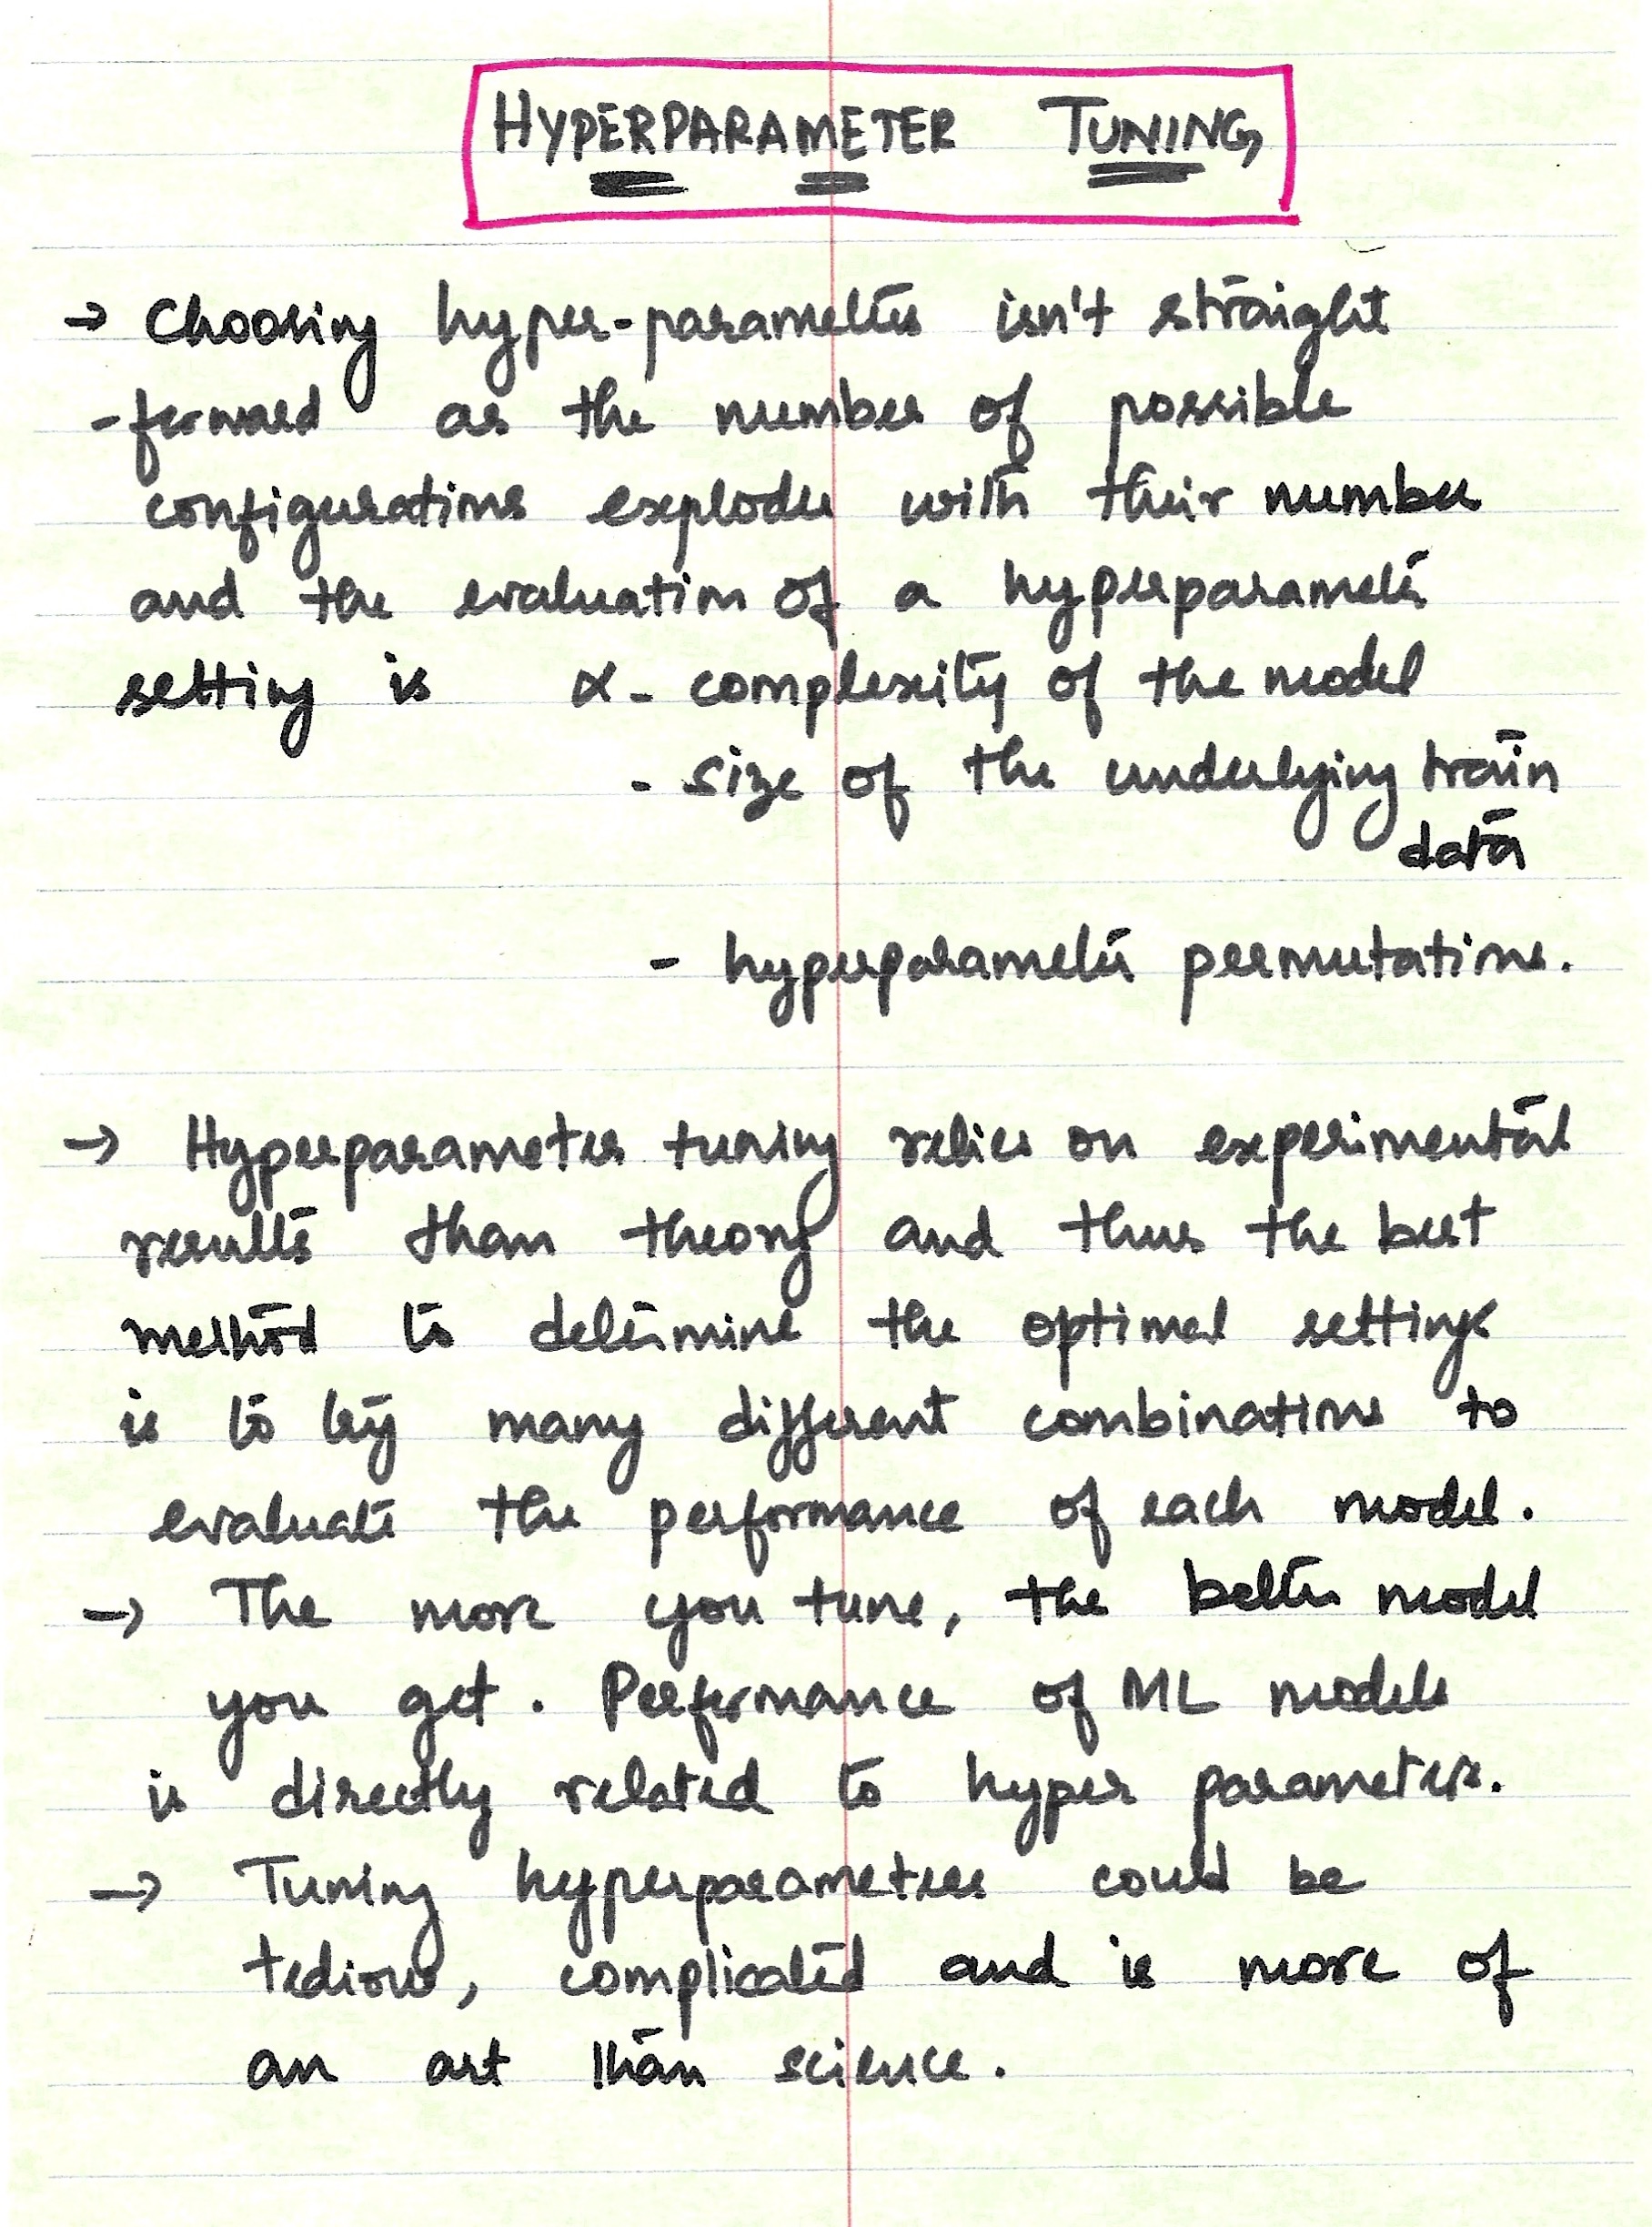 HYPERPARAMETER TUNING
→ Choosing hyper-parameters isn't straight
-forward as the number of possible
configurations explodes with their number
and the evaluation of a hyperparameter
setting is α - complexity of the model
- size of the underlying train
data
- hyperparameter permutations.
→ Hyperparameter tuning relies on experimental
results than theory and thus the best
method to determine the optimal settings
is to try many different combinations to
evaluate the performance of each model.
→ The more you tune, the better model
you get. Performance of ML models
is directly related to hyper parameters.
→ Tuning hyperparameters could be
tedious, complicated and is more of
an art than science.